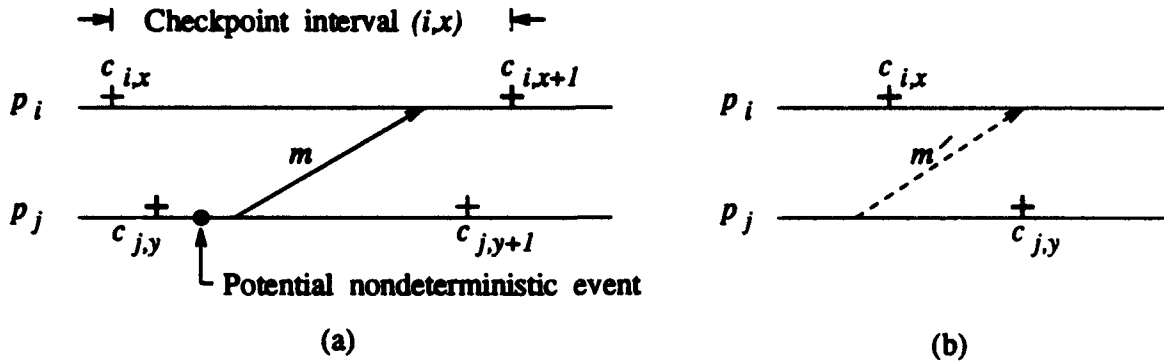 Checkpoint interval (i,x)
c i,x
c i,x+1
p i
m
p j
c j,y
c j,y+1
Potential nondeterministic event
(a)
c i,x
p i
m′
p j
c j,y
(b)